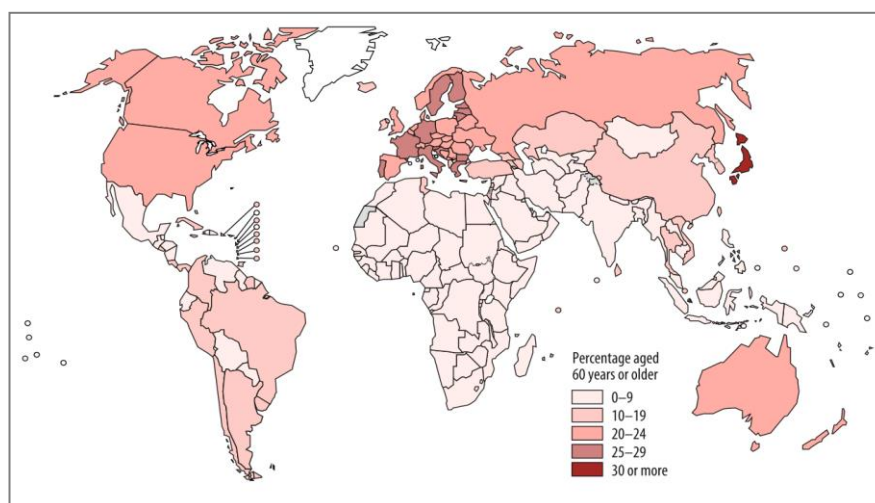 Percentage aged
60 years or older
0–9
10–19
20–24
25–29
30 or more